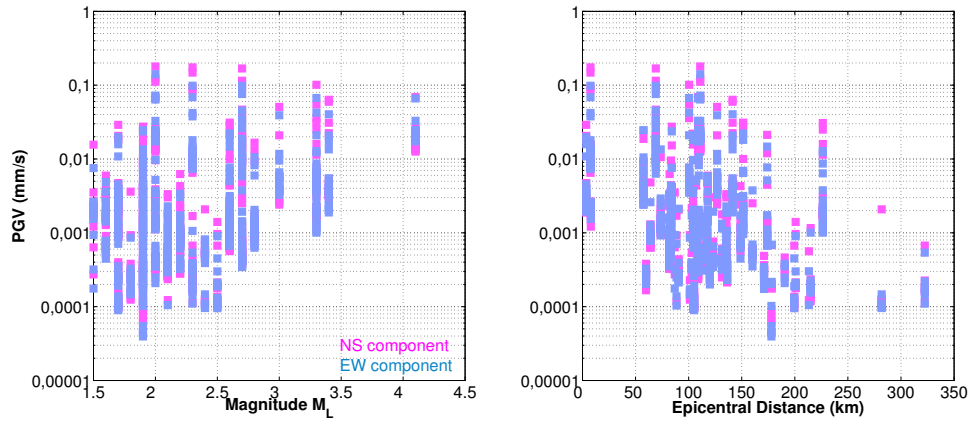 1
0,1
0,01
0,001
0,0001
0,00001
PGV (mm/s)
1.5 2 2.5 3 3.5 4 4.5
Magnitude M_L
NS component
EW component
1
0,1
0,01
0,001
0,0001
0,00001
0 50 100 150 200 250 300 350
Epicentral Distance (km)